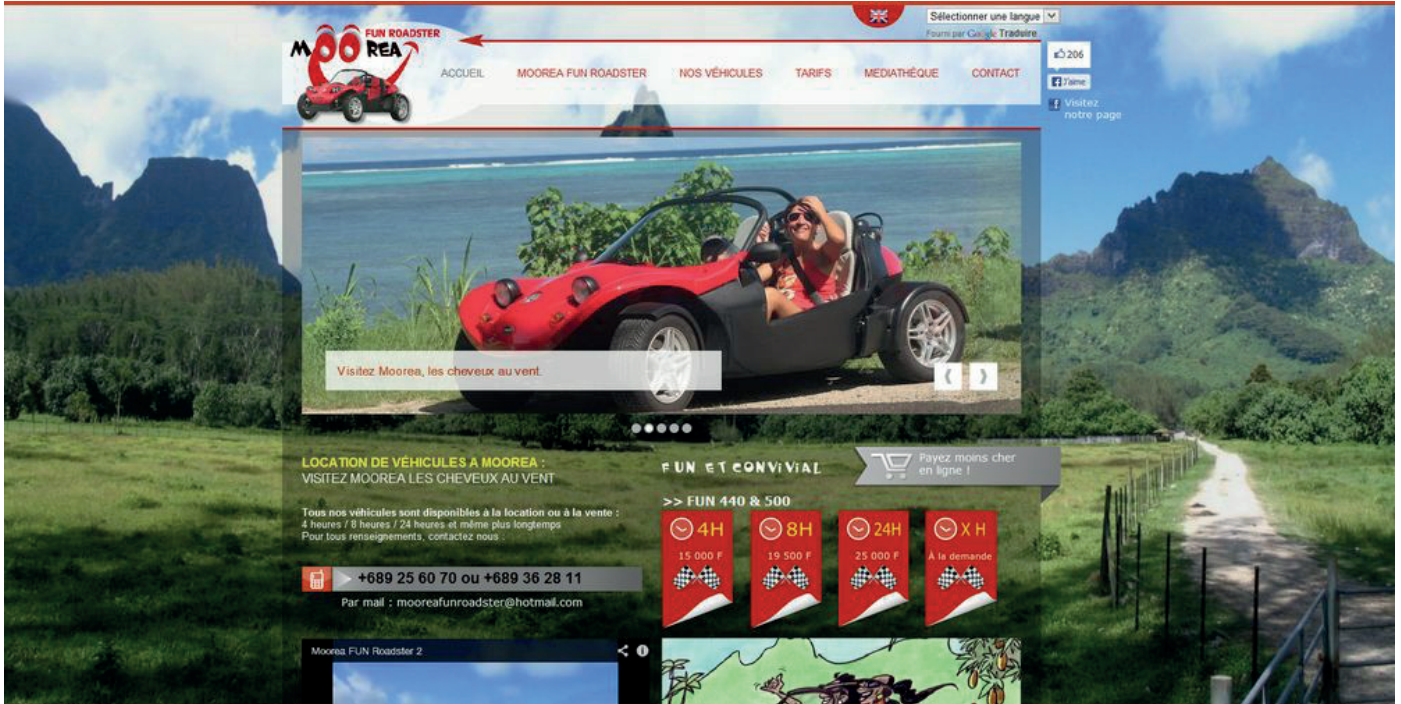 FUN ROADSTER
MOOREA
Sélectionner une langue
Fourni par Google Traduire
ACCUEIL
MOOREA FUN ROADSTER
NOS VÉHICULES
TARIFS
MEDIATHÉQUE
CONTACT
206
J'aime
Visitez
notre page
Visitez Moorea, les cheveux au vent.
LOCATION DE VÉHICULES A MOOREA :
VISITEZ MOOREA LES CHEVEUX AU VENT
Tous nos véhicules sont disponibles à la location ou à la vente :
4 heures / 8 heures / 24 heures et même plus longtemps
Pour tous renseignements, contactez nous :
+689 25 60 70 ou +689 36 28 11
Par mail : mooreafunroadster@hotmail.com
FUN ET CONVIVIAL
Payez moins cher
en ligne !
>> FUN 440 & 500
4H
15 000 F
8H
19 500 F
24H
25 000 F
X H
À la demande
Moorea FUN Roadster 2